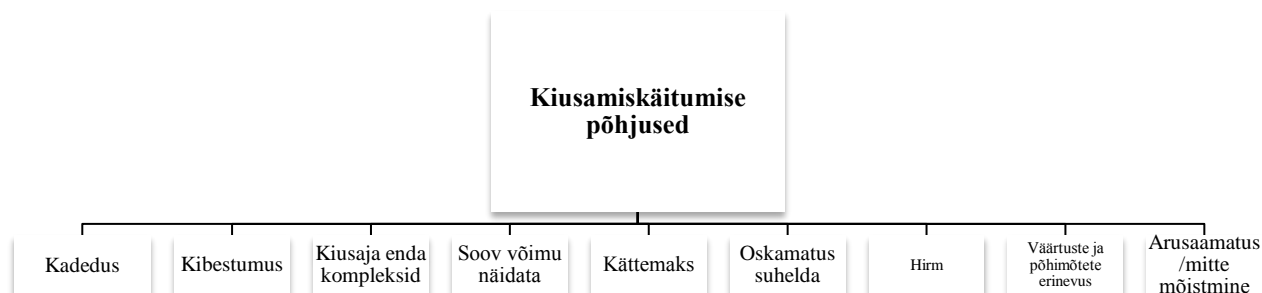 Kiusamiskäitumise
põhjused
Kadedus
Kibestumus
Kiusaja enda
kompleksid
Soov võimu
näidata
Kättemaks
Oskamatus
suhelda
Hirm
Väärtuste ja
põhimõtete
erinevus
Arusaamatus
/mitte
mõistmine